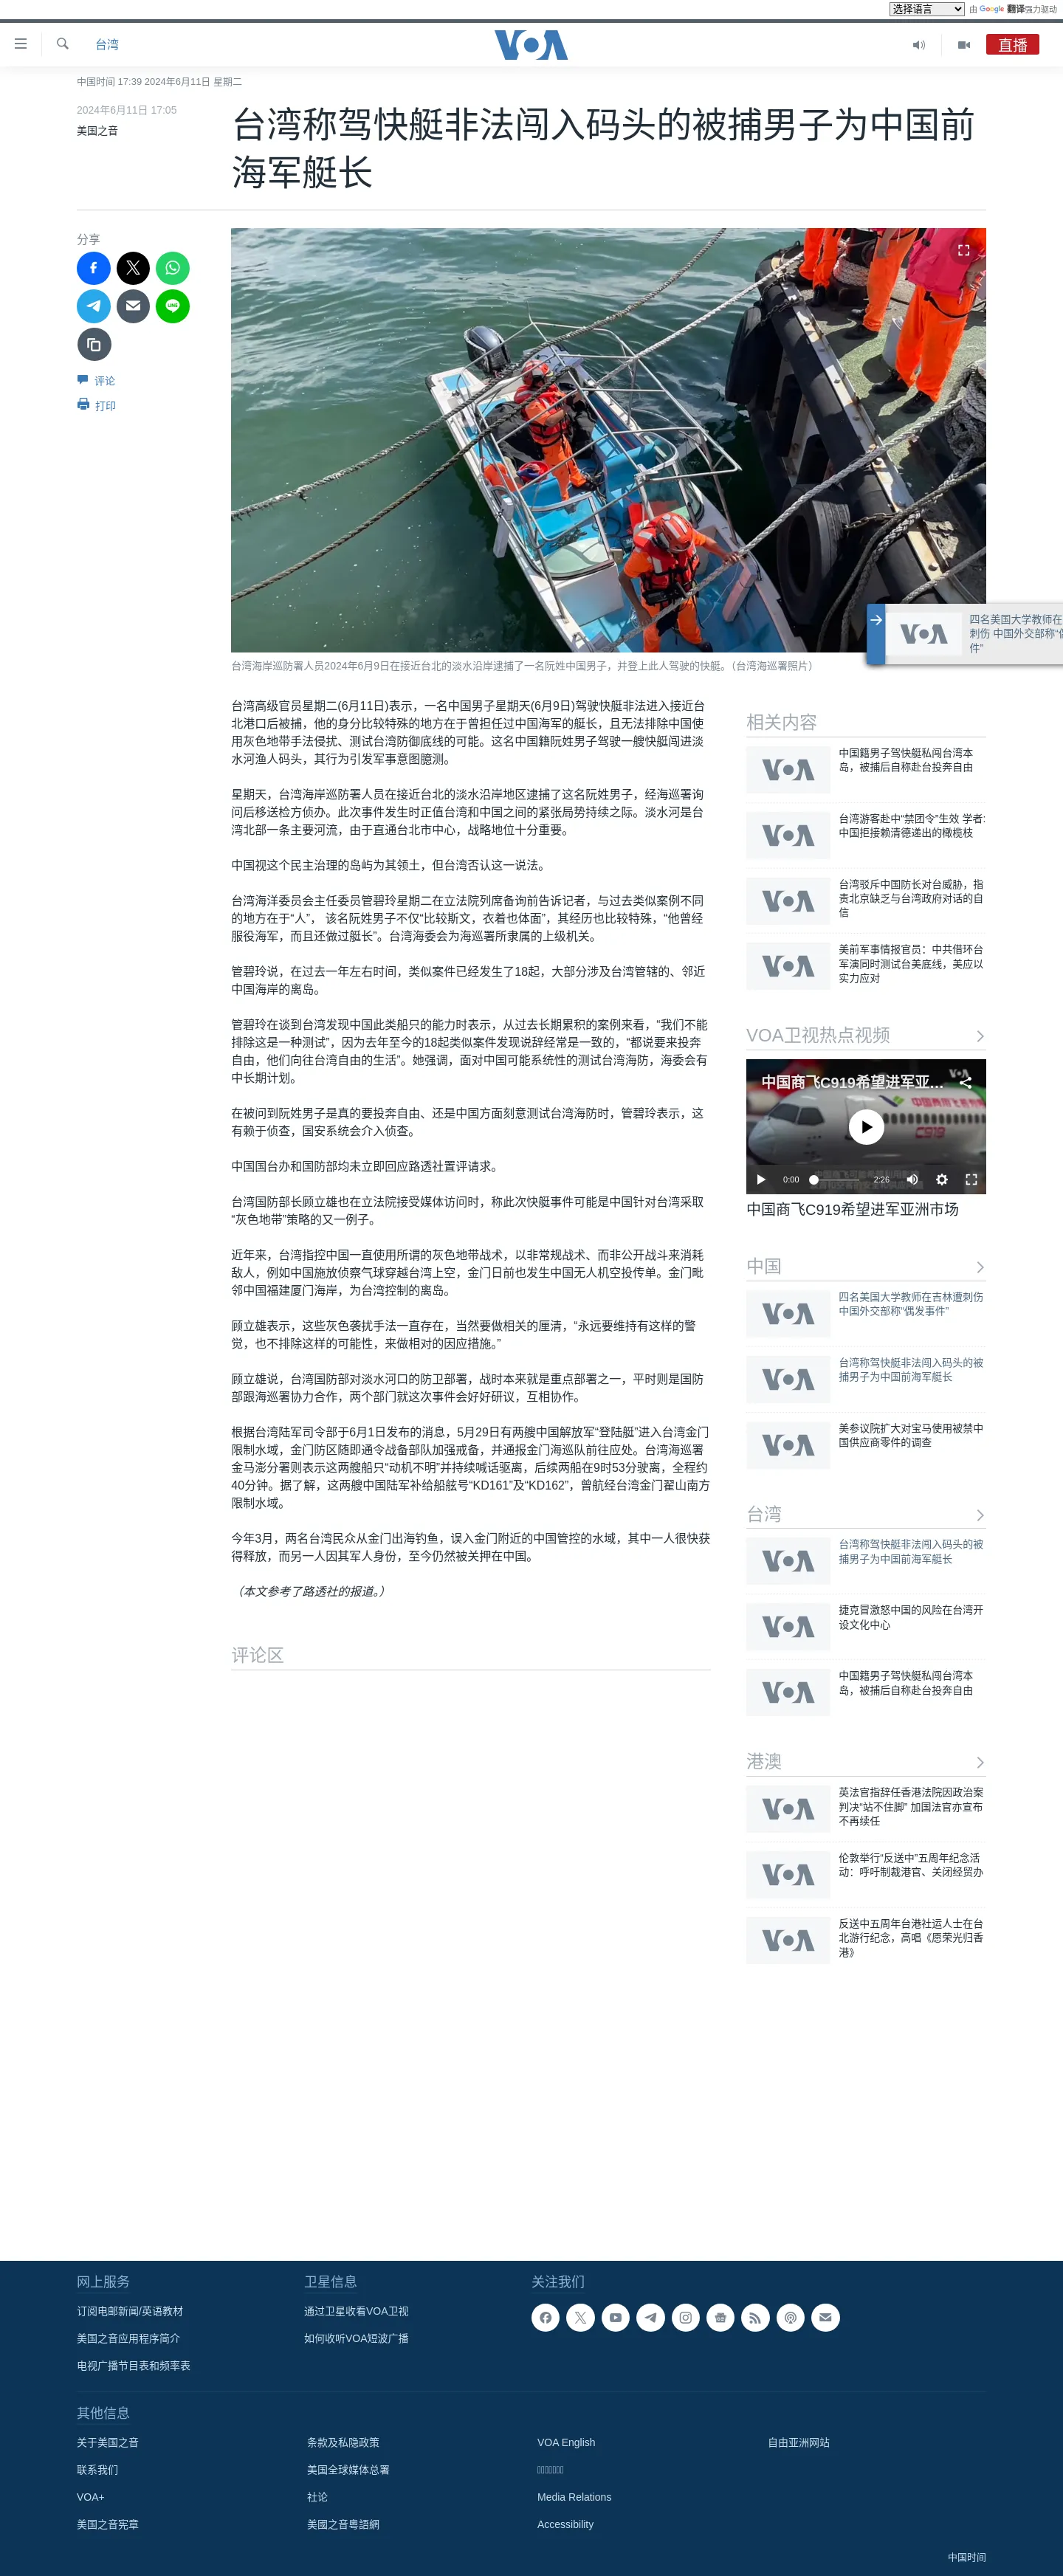 选择语言 由 Google 翻译强力驱动
台湾
VOA
直播
中国时间 17:39 2024年6月11日 星期二
2024年6月11日 17:05
美国之音
台湾称驾快艇非法闯入码头的被捕男子为中国前
海军艇长
分享
评论
打印
四名美国大学教师在
刺伤 中国外交部称“偶
件”
台湾海岸巡防署人员2024年6月9日在接近台北的淡水沿岸逮捕了一名阮姓中国男子，并登上此人驾驶的快艇。（台湾海巡署照片）
台湾高级官员星期二(6月11日)表示，一名中国男子星期天(6月9日)驾驶快艇非法进入接近台
北港口后被捕，他的身分比较特殊的地方在于曾担任过中国海军的艇长，且无法排除中国使
用灰色地带手法侵扰、测试台湾防御底线的可能。这名中国籍阮姓男子驾驶一艘快艇闯进淡
水河渔人码头，其行为引发军事意图臆测。
星期天，台湾海岸巡防署人员在接近台北的淡水沿岸地区逮捕了这名阮姓男子，经海巡署询
问后移送检方侦办。此次事件发生时正值台湾和中国之间的紧张局势持续之际。淡水河是台
湾北部一条主要河流，由于直通台北市中心，战略地位十分重要。
中国视这个民主治理的岛屿为其领土，但台湾否认这一说法。
台湾海洋委员会主任委员管碧玲星期二在立法院列席备询前告诉记者，与过去类似案例不同
的地方在于“人”， 该名阮姓男子不仅“比较斯文，衣着也体面”，其经历也比较特殊，“他曾经
服役海军，而且还做过艇长”。台湾海委会为海巡署所隶属的上级机关。
管碧玲说，在过去一年左右时间，类似案件已经发生了18起，大部分涉及台湾管辖的、邻近
中国海岸的离岛。
管碧玲在谈到台湾发现中国此类船只的能力时表示，从过去长期累积的案例来看，“我们不能
排除这是一种测试”，因为去年至今的18起类似案件发现说辞经常是一致的，“都说要来投奔
自由，他们向往台湾自由的生活”。她强调，面对中国可能系统性的测试台湾海防，海委会有
中长期计划。
在被问到阮姓男子是真的要投奔自由、还是中国方面刻意测试台湾海防时，管碧玲表示，这
有赖于侦查，国安系统会介入侦查。
中国国台办和国防部均未立即回应路透社置评请求。
台湾国防部长顾立雄也在立法院接受媒体访问时，称此次快艇事件可能是中国针对台湾采取
“灰色地带”策略的又一例子。
近年来，台湾指控中国一直使用所谓的灰色地带战术，以非常规战术、而非公开战斗来消耗
敌人，例如中国施放侦察气球穿越台湾上空，金门日前也发生中国无人机空投传单。金门毗
邻中国福建厦门海岸，为台湾控制的离岛。
顾立雄表示，这些灰色袭扰手法一直存在，当然要做相关的厘清，“永远要维持有这样的警
觉，也不排除这样的可能性，来做相对的因应措施。”
顾立雄说，台湾国防部对淡水河口的防卫部署，战时本来就是重点部署之一，平时则是国防
部跟海巡署协力合作，两个部门就这次事件会好好研议，互相协作。
根据台湾陆军司令部于6月1日发布的消息，5月29日有两艘中国解放军“登陆艇”进入台湾金门
限制水域，金门防区随即通令战备部队加强戒备，并通报金门海巡队前往应处。台湾海巡署
金马澎分署则表示这两艘船只“动机不明”并持续喊话驱离，后续两船在9时53分驶离，全程约
40分钟。据了解，这两艘中国陆军补给船舷号“KD161”及“KD162”，曾航经台湾金门翟山南方
限制水域。
今年3月，两名台湾民众从金门出海钓鱼，误入金门附近的中国管控的水域，其中一人很快获
得释放，而另一人因其军人身份，至今仍然被关押在中国。
（本文参考了路透社的报道。）
评论区
相关内容
VOA 中国籍男子驾快艇私闯台湾本
岛，被捕后自称赴台投奔自由
VOA 台湾游客赴中“禁团令”生效 学者:
中国拒接赖清德递出的橄榄枝
VOA 台湾驳斥中国防长对台威胁，指
责北京缺乏与台湾政府对话的自
信
VOA 美前军事情报官员：中共借环台
军演同时测试台美底线，美应以
实力应对
VOA卫视热点视频
中国商飞C919希望进军亚...
VOA
C919
0:00 2:26
中国商飞C919希望进军亚洲市场
中国
VOA 四名美国大学教师在吉林遭刺伤
中国外交部称“偶发事件”
VOA 台湾称驾快艇非法闯入码头的被
捕男子为中国前海军艇长
VOA 美参议院扩大对宝马使用被禁中
国供应商零件的调查
台湾
VOA 台湾称驾快艇非法闯入码头的被
捕男子为中国前海军艇长
VOA 捷克冒激怒中国的风险在台湾开
设文化中心
VOA 中国籍男子驾快艇私闯台湾本
岛，被捕后自称赴台投奔自由
港澳
VOA 英法官指辞任香港法院因政治案
判决“站不住脚” 加国法官亦宣布
不再续任
VOA 伦敦举行“反送中”五周年纪念活
动：呼吁制裁港官、关闭经贸办
VOA 反送中五周年台港社运人士在台
北游行纪念，高唱《愿荣光归香
港》
网上服务
订阅电邮新闻/英语教材
美国之音应用程序简介
电视广播节目表和频率表
卫星信息
通过卫星收看VOA卫视
如何收听VOA短波广播
关注我们
其他信息
关于美国之音
联系我们
VOA+
美国之音宪章
条款及私隐政策
美国全球媒体总署
社论
美國之音粵語網
VOA English
Media Relations
Accessibility
自由亚洲网站
中国时间